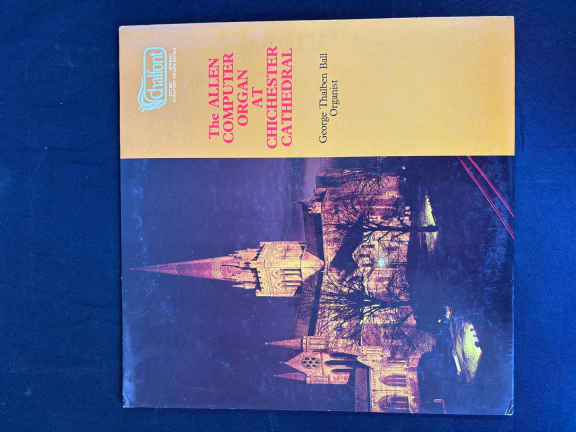 Chalfont
The ALLEN
COMPUTER
ORGAN
AT
CHICHESTER
CATHEDRAL
George Thalben Ball
Organist